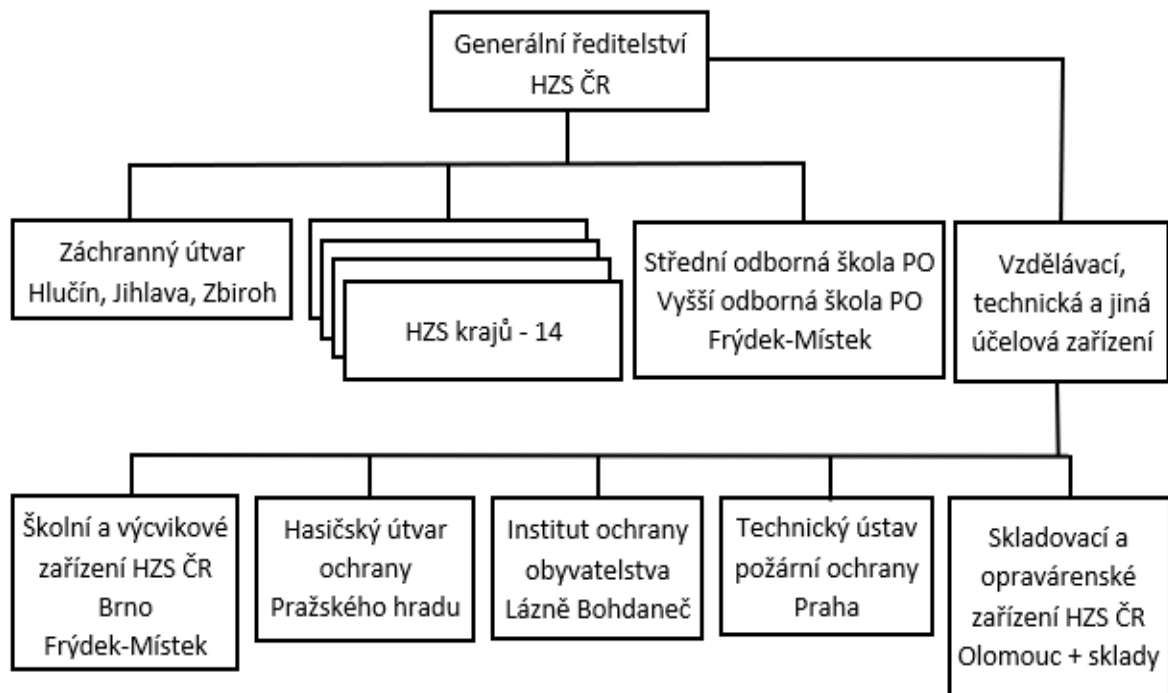 Generální ředitelství
HZS ČR
Záchranný útvar
Hlučín, Jihlava, Zbiroh
HZS krajů - 14
Střední odborná škola PO
Vyšší odborná škola PO
Frýdek-Místek
Vzdělávací,
technická a jiná
účelová zařízení
Školní a výcvikové
zařízení HZS ČR
Brno
Frýdek-Místek
Hasičský útvar
ochrany
Pražského hradu
Institut ochrany
obyvatelstva
Lázně Bohdaneč
Technický ústav
požární ochrany
Praha
Skladovací a
opravárenské
zařízení HZS ČR
Olomouc + sklady